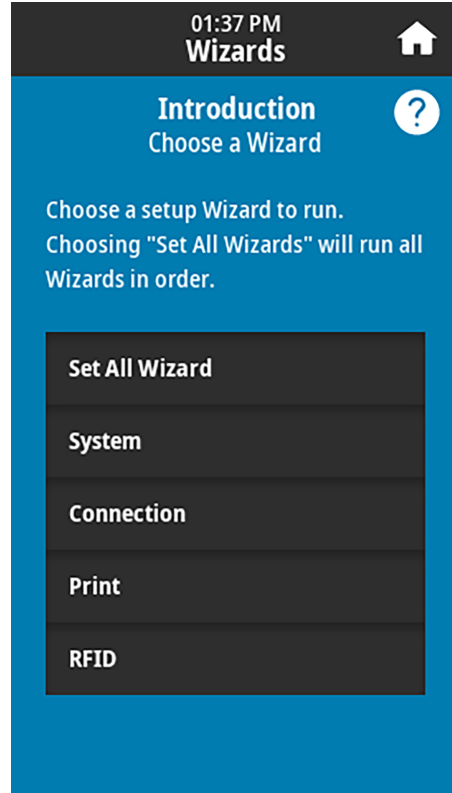 01:37 PM
Wizards
Introduction
?
Choose a Wizard
Choose a setup Wizard to run.
Choosing "Set All Wizards" will run all
Wizards in order.
Set All Wizard
System
Connection
Print
RFID